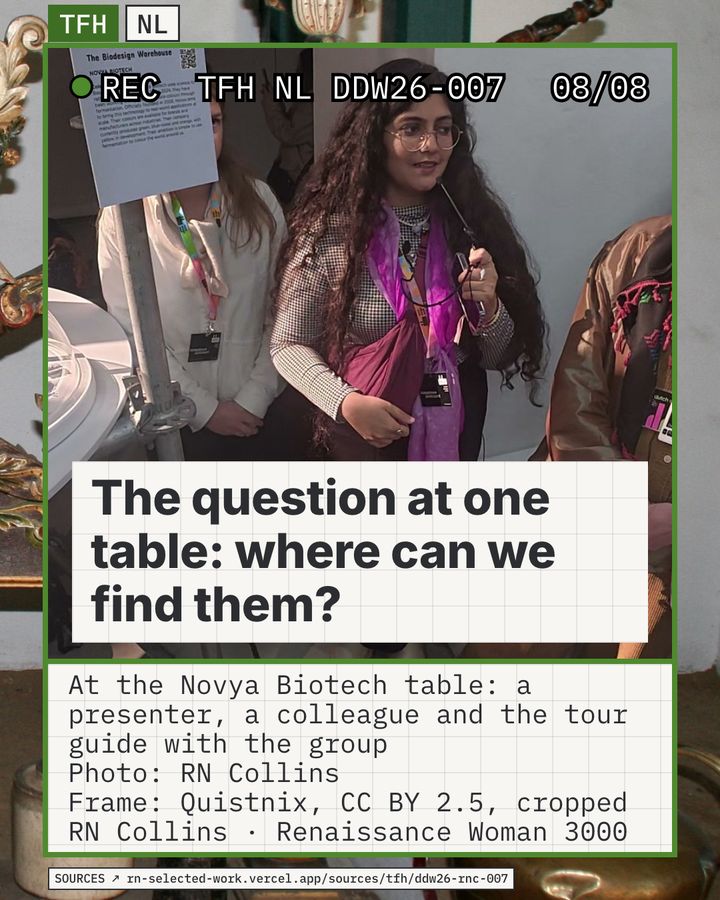 TFH NL
The Biodesign Warehouse
NOVYA BIOTECH
REC TFH NL DDW26-007 08/08
The question at one
table: where can we
find them?
At the Novya Biotech table: a
presenter, a colleague and the tour
guide with the group
Photo: RN Collins
Frame: Quistnix, CC BY 2.5, cropped
RN Collins · Renaissance Woman 3000
SOURCES ↗ rn-selected-work.vercel.app/sources/tfh/ddw26-rnc-007